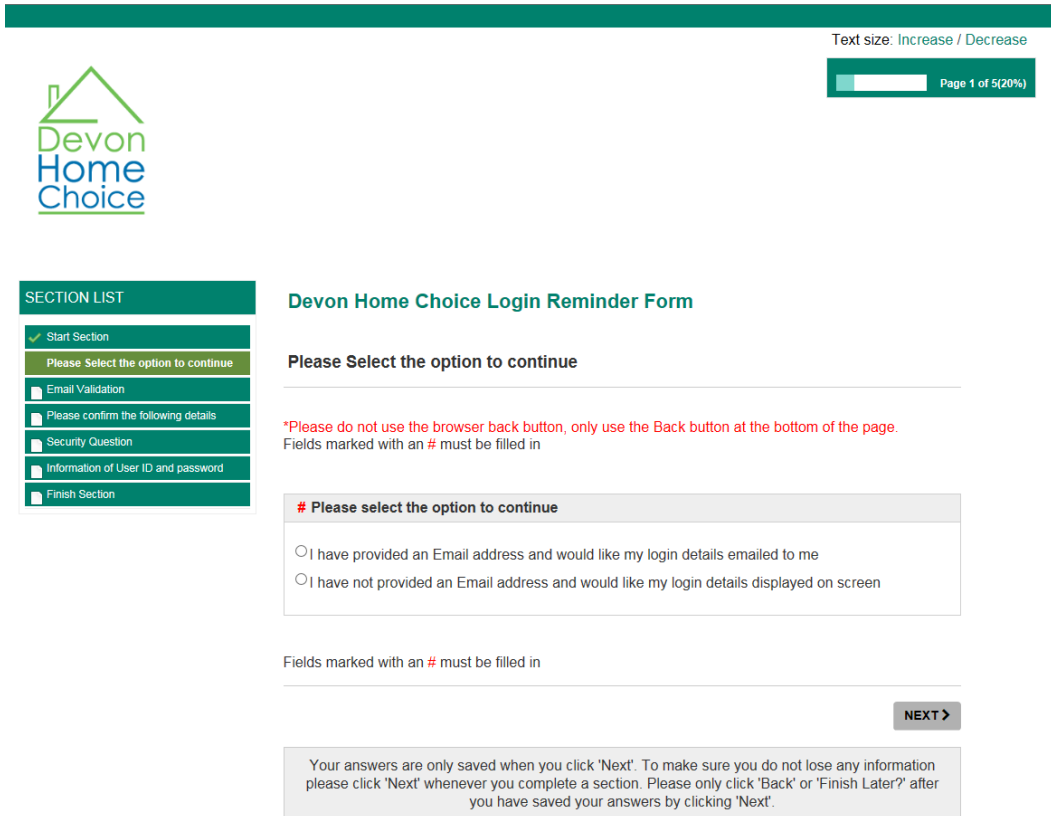 Text size: Increase / Decrease
Page 1 of 5(20%)
Devon
Home
Choice
SECTION LIST
Start Section
Please Select the option to continue
Email Validation
Please confirm the following details
Security Question
Information of User ID and password
Finish Section
Devon Home Choice Login Reminder Form
Please Select the option to continue
*Please do not use the browser back button, only use the Back button at the bottom of the page.
Fields marked with an # must be filled in
# Please select the option to continue
I have provided an Email address and would like my login details emailed to me
I have not provided an Email address and would like my login details displayed on screen
Fields marked with an # must be filled in
NEXT
Your answers are only saved when you click 'Next'. To make sure you do not lose any information
please click 'Next' whenever you complete a section. Please only click 'Back' or 'Finish Later?' after
you have saved your answers by clicking 'Next'.